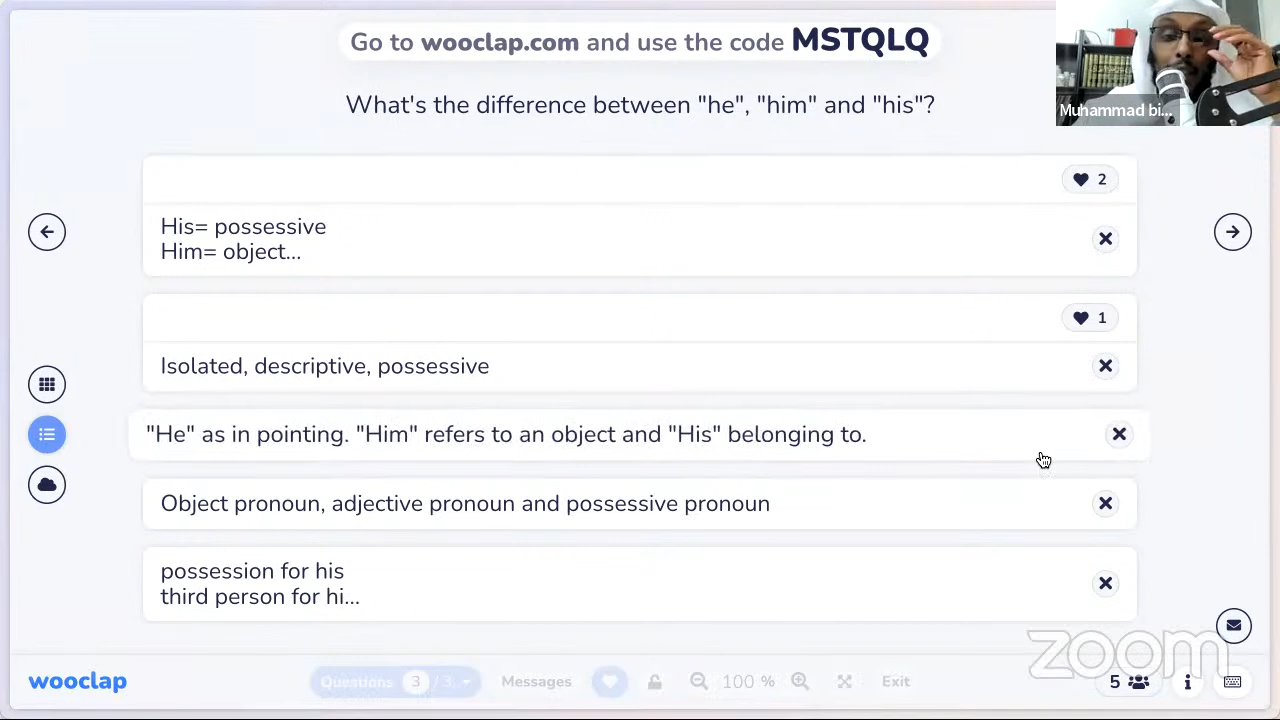 Go to wooclap.com and use the code MSTQLQ
Muhammad bi...
What's the difference between "he", "him" and "his"?
2
His= possessive
Him= object...
1
Isolated, descriptive, possessive
"He" as in pointing. "Him" refers to an object and "His" belonging to.
Object pronoun, adjective pronoun and possessive pronoun
possession for his
third person for hi...
zoom
wooclap
Questions 3 / 3
Messages
100 %
Exit
5